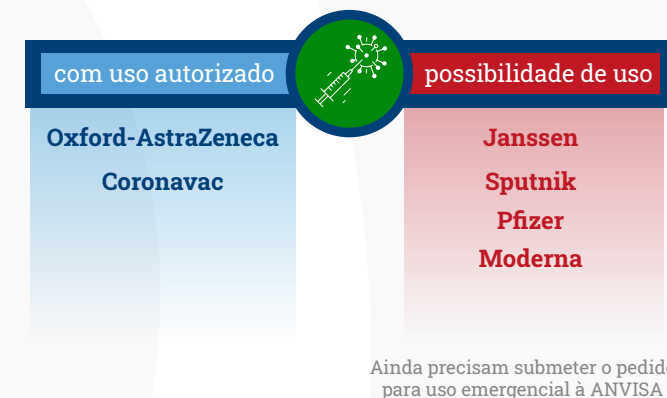 com uso autorizado
possibilidade de uso
Oxford-AstraZeneca
Coronavac
Janssen
Sputnik
Pfizer
Moderna
Ainda precisam submeter o pedido
para uso emergencial à ANVISA